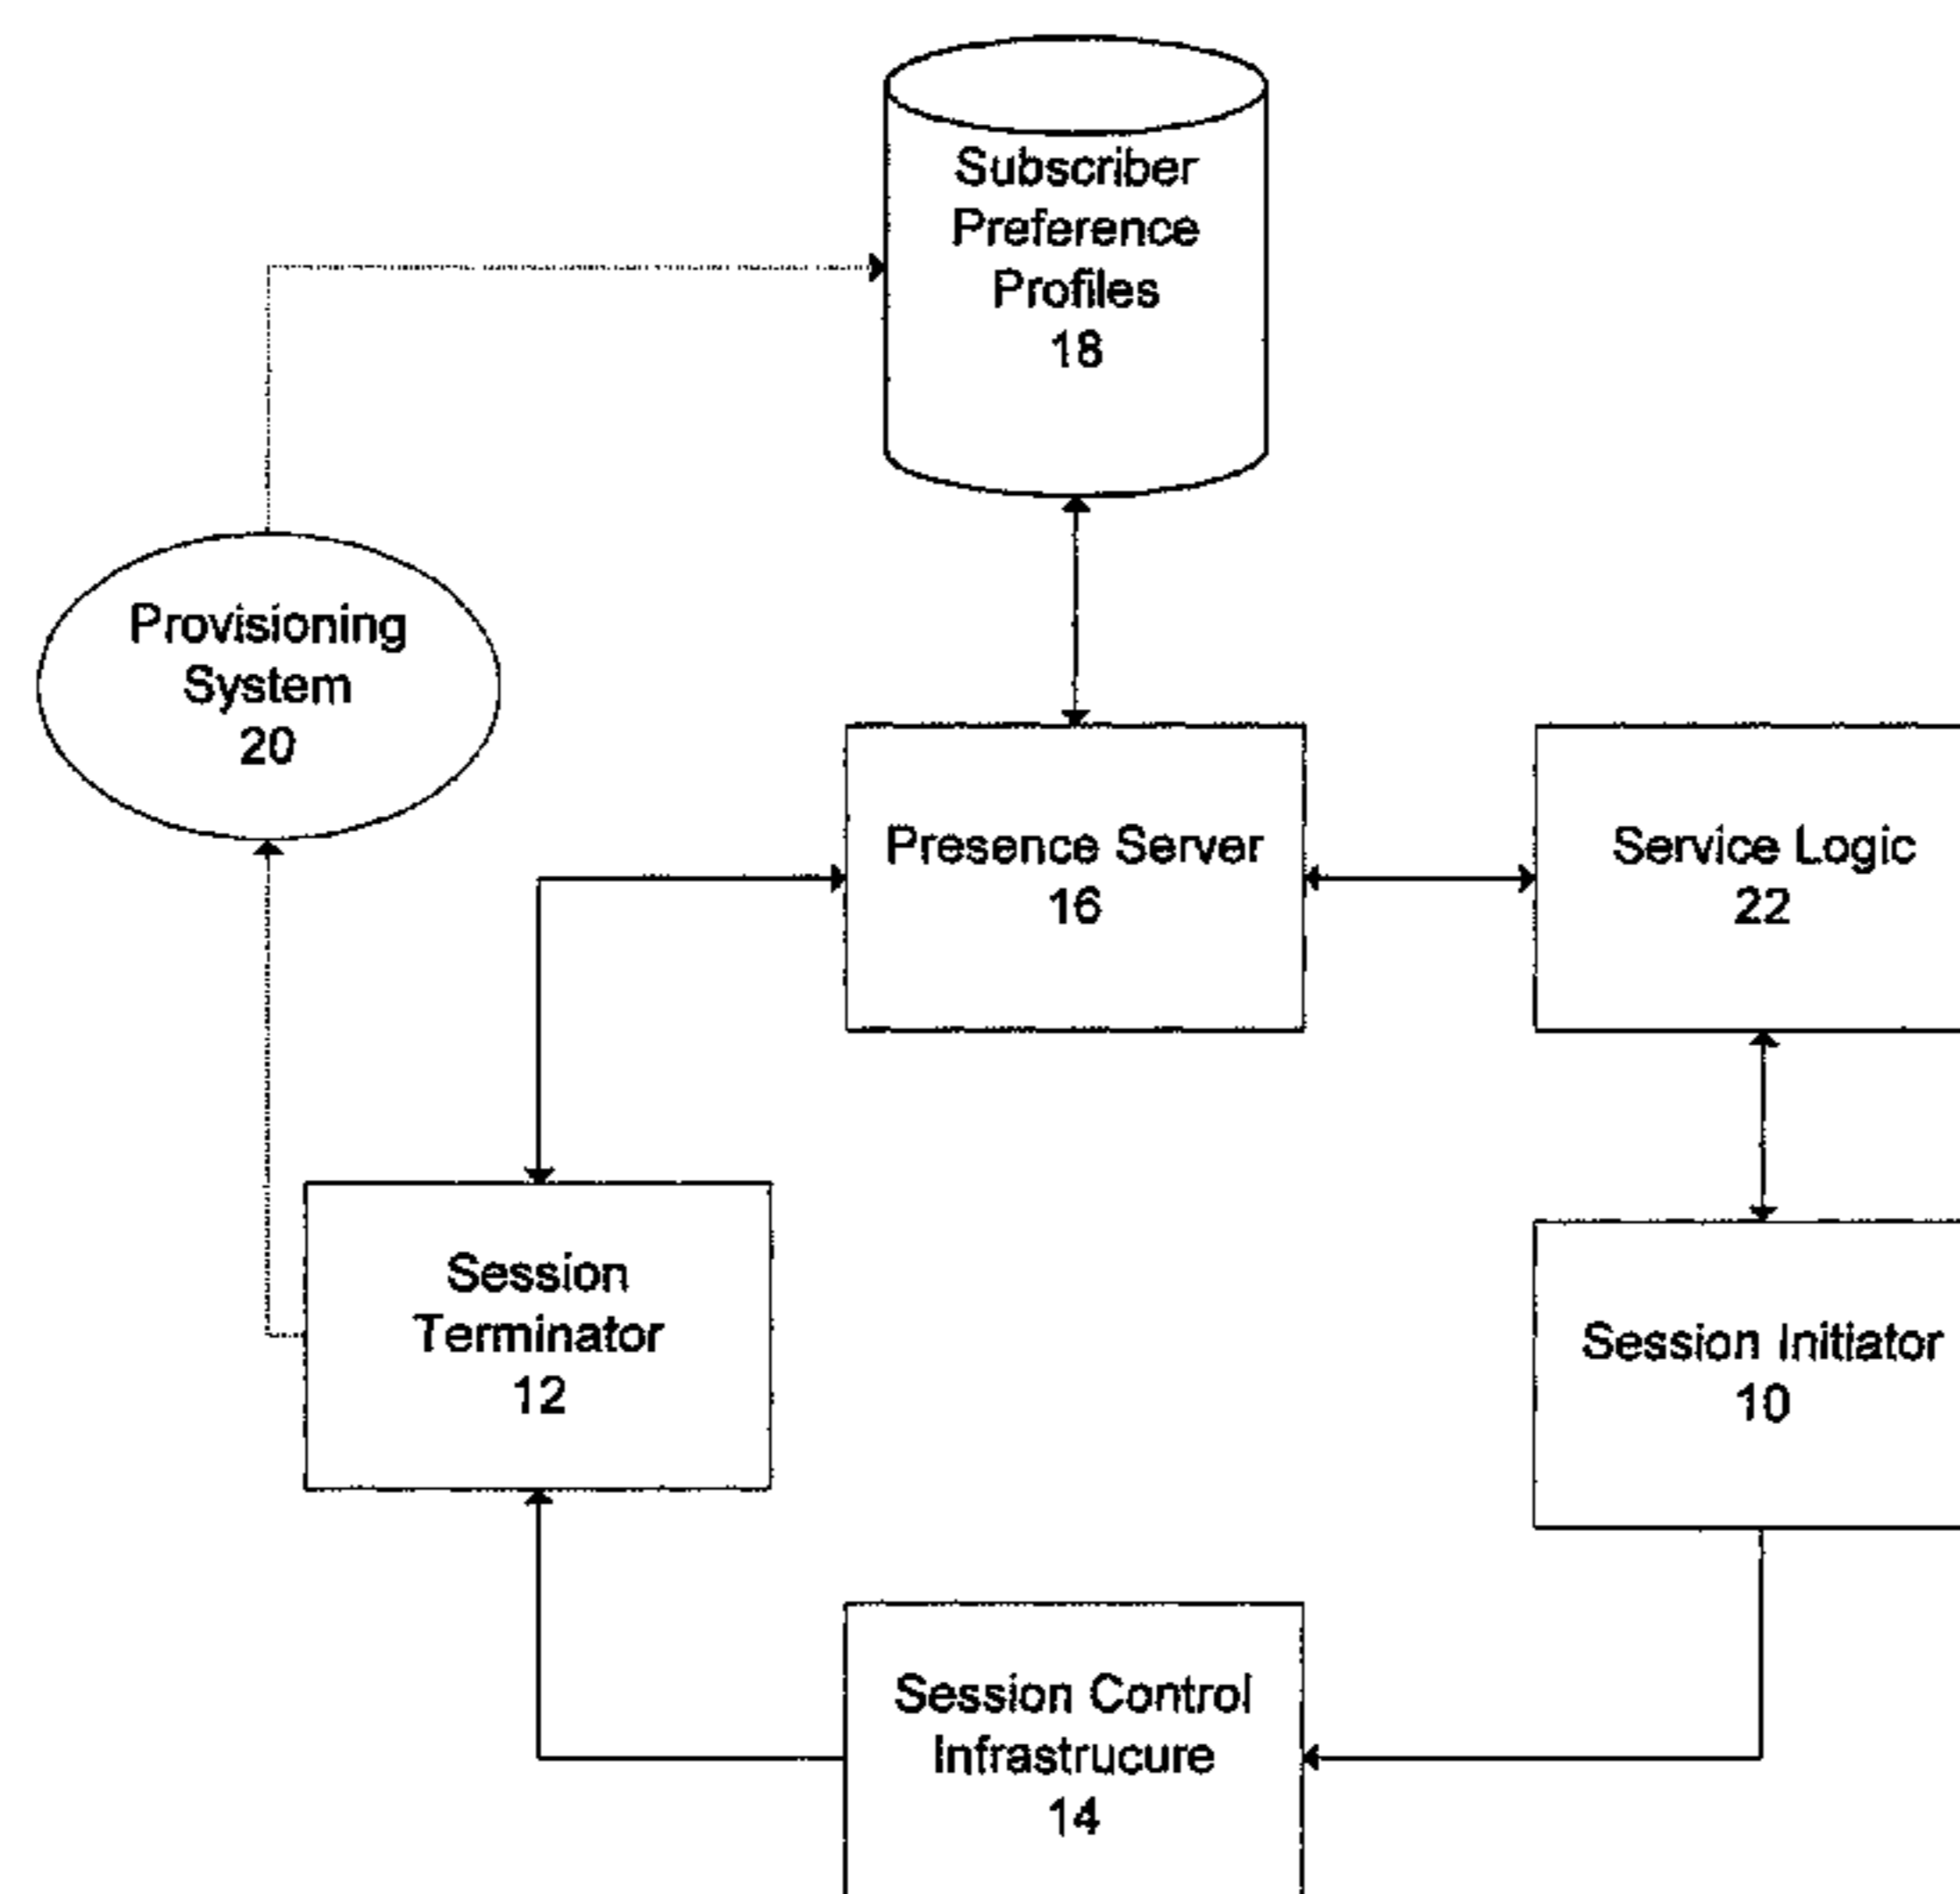 Subscriber
Preference
Profiles
18
Provisioning
System
20
Presence Server
16
Service Logic
22
Session
Terminator
12
Session Initiator
10
Session Control
Infrastrucure
14